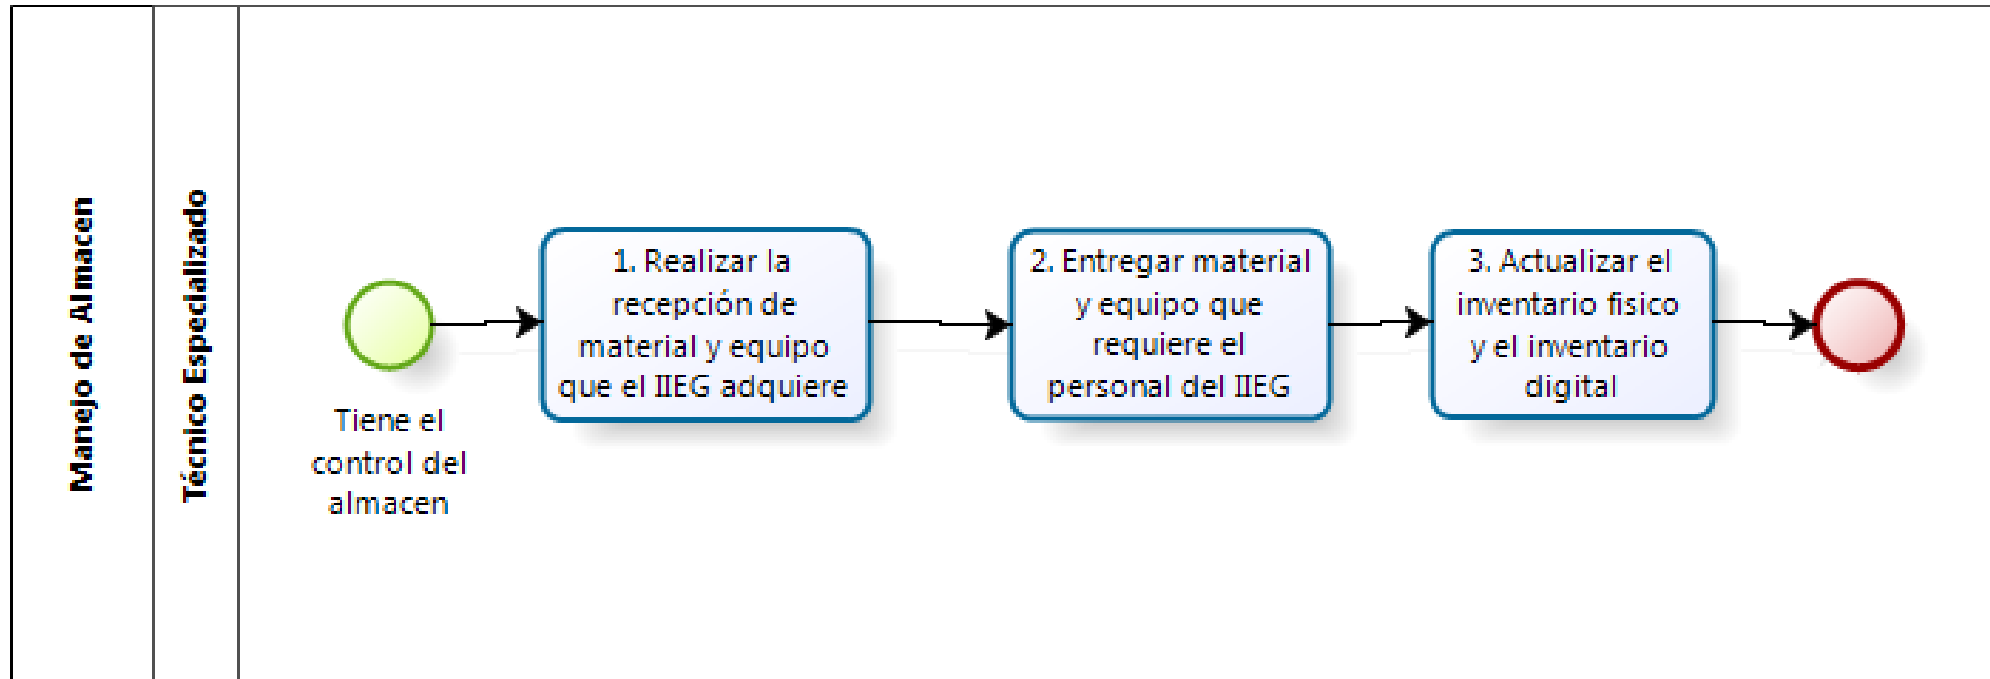 Manejo de Almacen
Técnico Especializado
Tiene el
control del
almacen
1. Realizar la
recepción de
material y equipo
que el IIEG adquiere
2. Entregar material
y equipo que
requiere el
personal del IIEG
3. Actualizar el
inventario fisico
y el inventario
digital